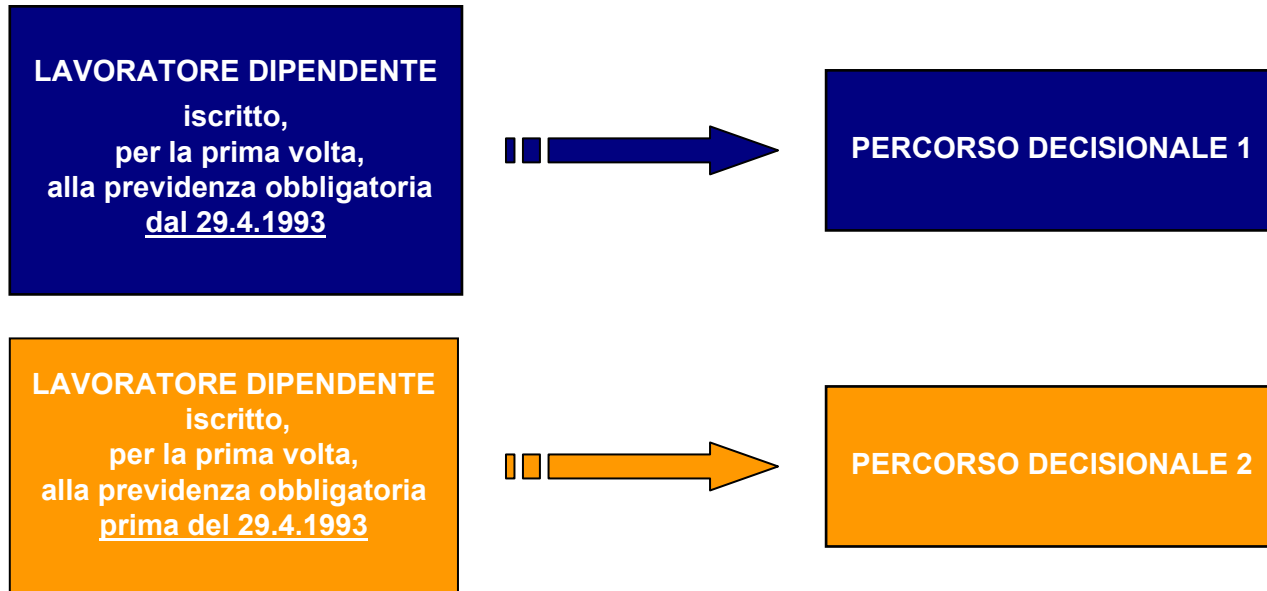 LAVORATORE DIPENDENTE
iscritto,
per la prima volta,
alla previdenza obbligatoria
dal 29.4.1993
PERCORSO DECISIONALE 1
LAVORATORE DIPENDENTE
iscritto,
per la prima volta,
alla previdenza obbligatoria
prima del 29.4.1993
PERCORSO DECISIONALE 2